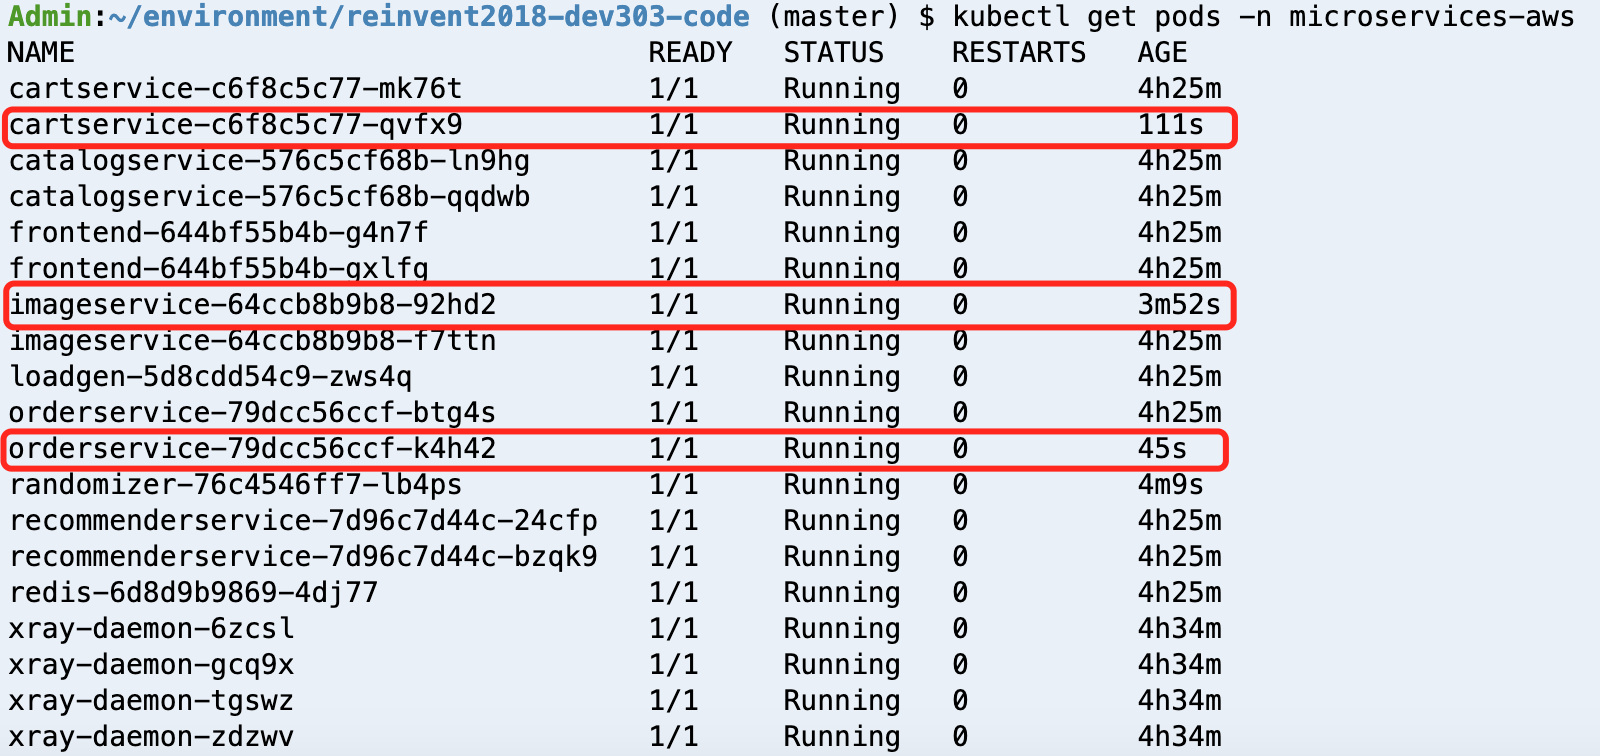 Admin:~/environment/reinvent2018-dev303-code (master) $ kubectl get pods -n microservices-aws
NAME READY STATUS RESTARTS AGE
cartservice-c6f8c5c77-mk76t 1/1 Running 0 4h25m
cartservice-c6f8c5c77-qvfx9 1/1 Running 0 111s
catalogservice-576c5cf68b-ln9hg 1/1 Running 0 4h25m
catalogservice-576c5cf68b-qqdwb 1/1 Running 0 4h25m
frontend-644bf55b4b-g4n7f 1/1 Running 0 4h25m
frontend-644bf55b4b-gxlfg 1/1 Running 0 4h25m
imageservice-64ccb8b9b8-92hd2 1/1 Running 0 3m52s
imageservice-64ccb8b9b8-f7ttn 1/1 Running 0 4h25m
loadgen-5d8cdd54c9-zws4q 1/1 Running 0 4h25m
orderservice-79dcc56ccf-btg4s 1/1 Running 0 4h25m
orderservice-79dcc56ccf-k4h42 1/1 Running 0 45s
randomizer-76c4546ff7-lb4ps 1/1 Running 0 4m9s
recommenderservice-7d96c7d44c-24cfp 1/1 Running 0 4h25m
recommenderservice-7d96c7d44c-bzqk9 1/1 Running 0 4h25m
redis-6d8d9b9869-4dj77 1/1 Running 0 4h25m
xray-daemon-6zcsl 1/1 Running 0 4h34m
xray-daemon-gcq9x 1/1 Running 0 4h34m
xray-daemon-tgswz 1/1 Running 0 4h34m
xray-daemon-zdzwv 1/1 Running 0 4h34m